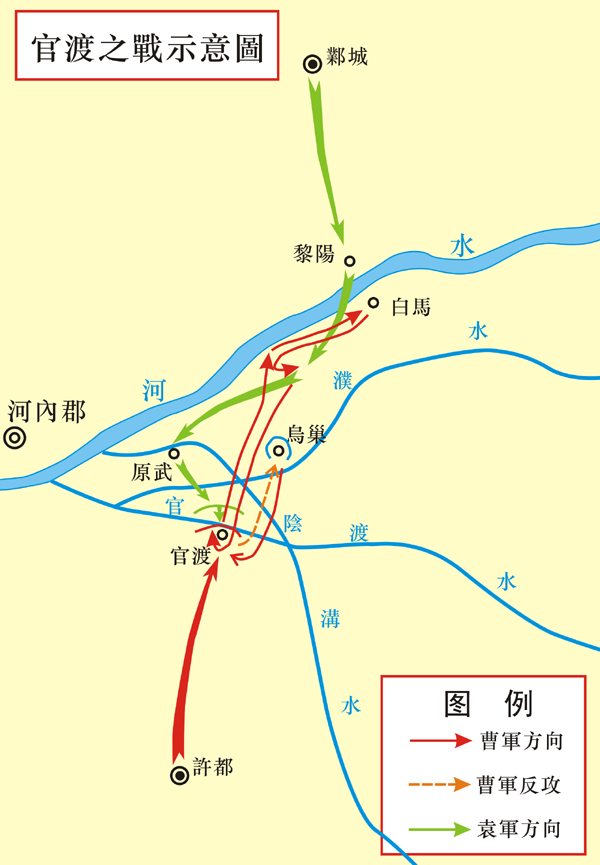 官渡之戰示意圖
鄴城
黎陽
水
白馬
水
濮
河
河內郡
烏巢
原武
官
陰
渡
官渡
水
溝
水
許都
图 例
曹軍方向
曹軍反攻
袁軍方向